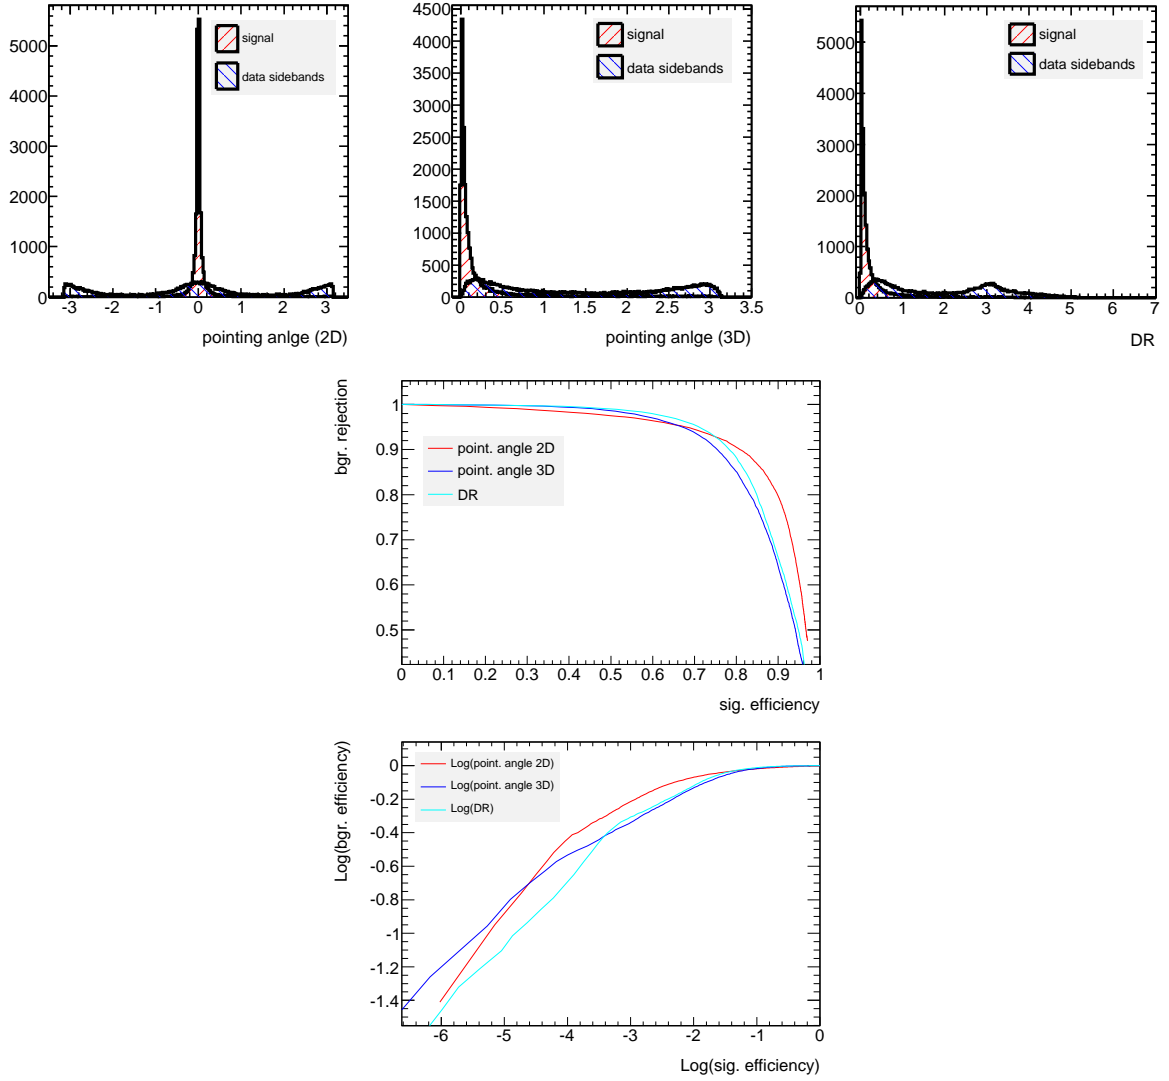 signal
data sidebands
5000
4000
3000
2000
1000
0
-3 -2 -1 0 1 2 3
pointing anlge (2D)
4500
4000
3500
3000
2500
2000
1500
1000
500
0
signal
data sidebands
0 0.5 1 1.5 2 2.5 3 3.5
pointing anlge (3D)
5000
4000
3000
2000
1000
0
signal
data sidebands
0 1 2 3 4 5 6 7
DR
bgr. rejection
1
0.9
0.8
0.7
0.6
0.5
point. angle 2D
point. angle 3D
DR
0 0.1 0.2 0.3 0.4 0.5 0.6 0.7 0.8 0.9 1
sig. efficiency
Log(bgr. efficiency)
0
-0.2
-0.4
-0.6
-0.8
-1
-1.2
-1.4
Log(point. angle 2D)
Log(point. angle 3D)
Log(DR)
-6 -5 -4 -3 -2 -1 0
Log(sig. efficiency)